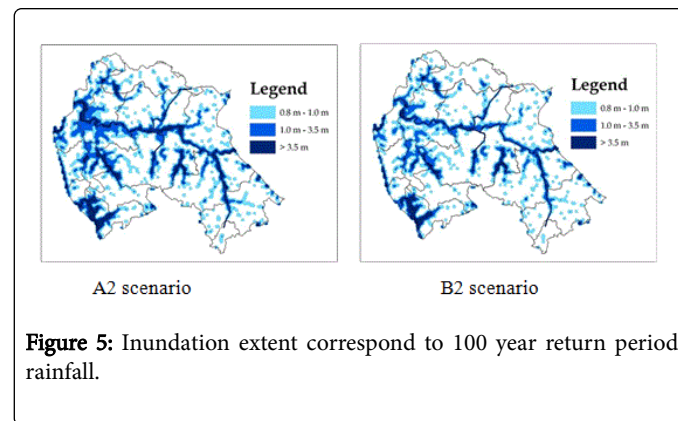 Legend
0.8 m - 1.0 m
1.0 m - 3.5 m
> 3.5 m
Legend
0.8 m - 1.0 m
1.0 m - 3.5 m
> 3.5 m
A2 scenario
B2 scenario
Figure 5: Inundation extent correspond to 100 year return period
rainfall.